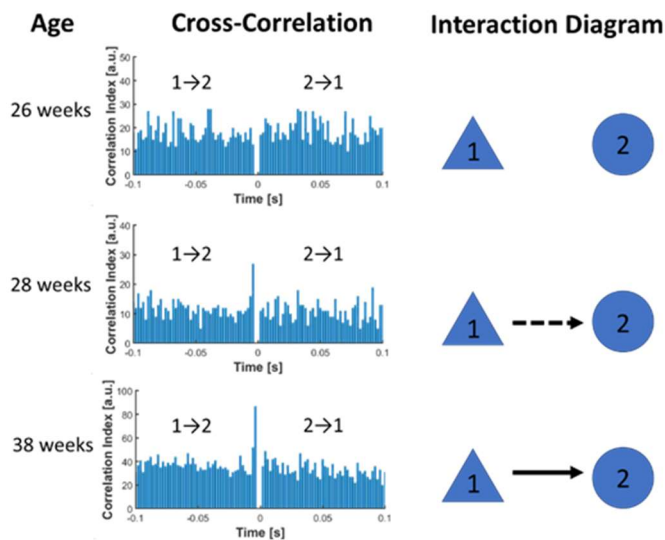 Age Cross-Correlation Interaction Diagram
26 weeks
Correlation Index [a.u.]
50
40
30
20
10
0
1→2 2→1
-0.1 -0.05 0 0.05 0.1
Time [s]
1 2
28 weeks
Correlation Index [a.u.]
40
30
20
10
0
1→2 2→1
-0.1 -0.05 0 0.05 0.1
Time [s]
1 2
38 weeks
Correlation Index [a.u.]
100
80
60
40
20
0
1→2 2→1
-0.1 -0.05 0 0.05 0.1
Time [s]
1 2